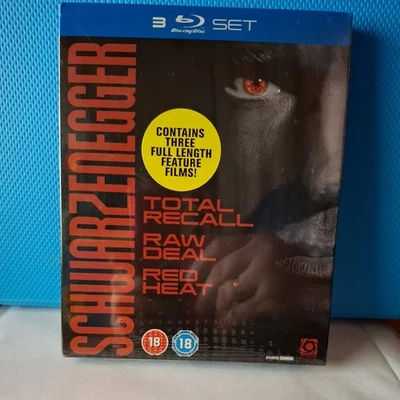 3 Blu-ray Disc SET
SCHWARZENEGGER
CONTAINS
THREE
FULL LENGTH
FEATURE
FILMS!
TOTAL
RECALL
RAW
DEAL
RED
HEAT
18 18